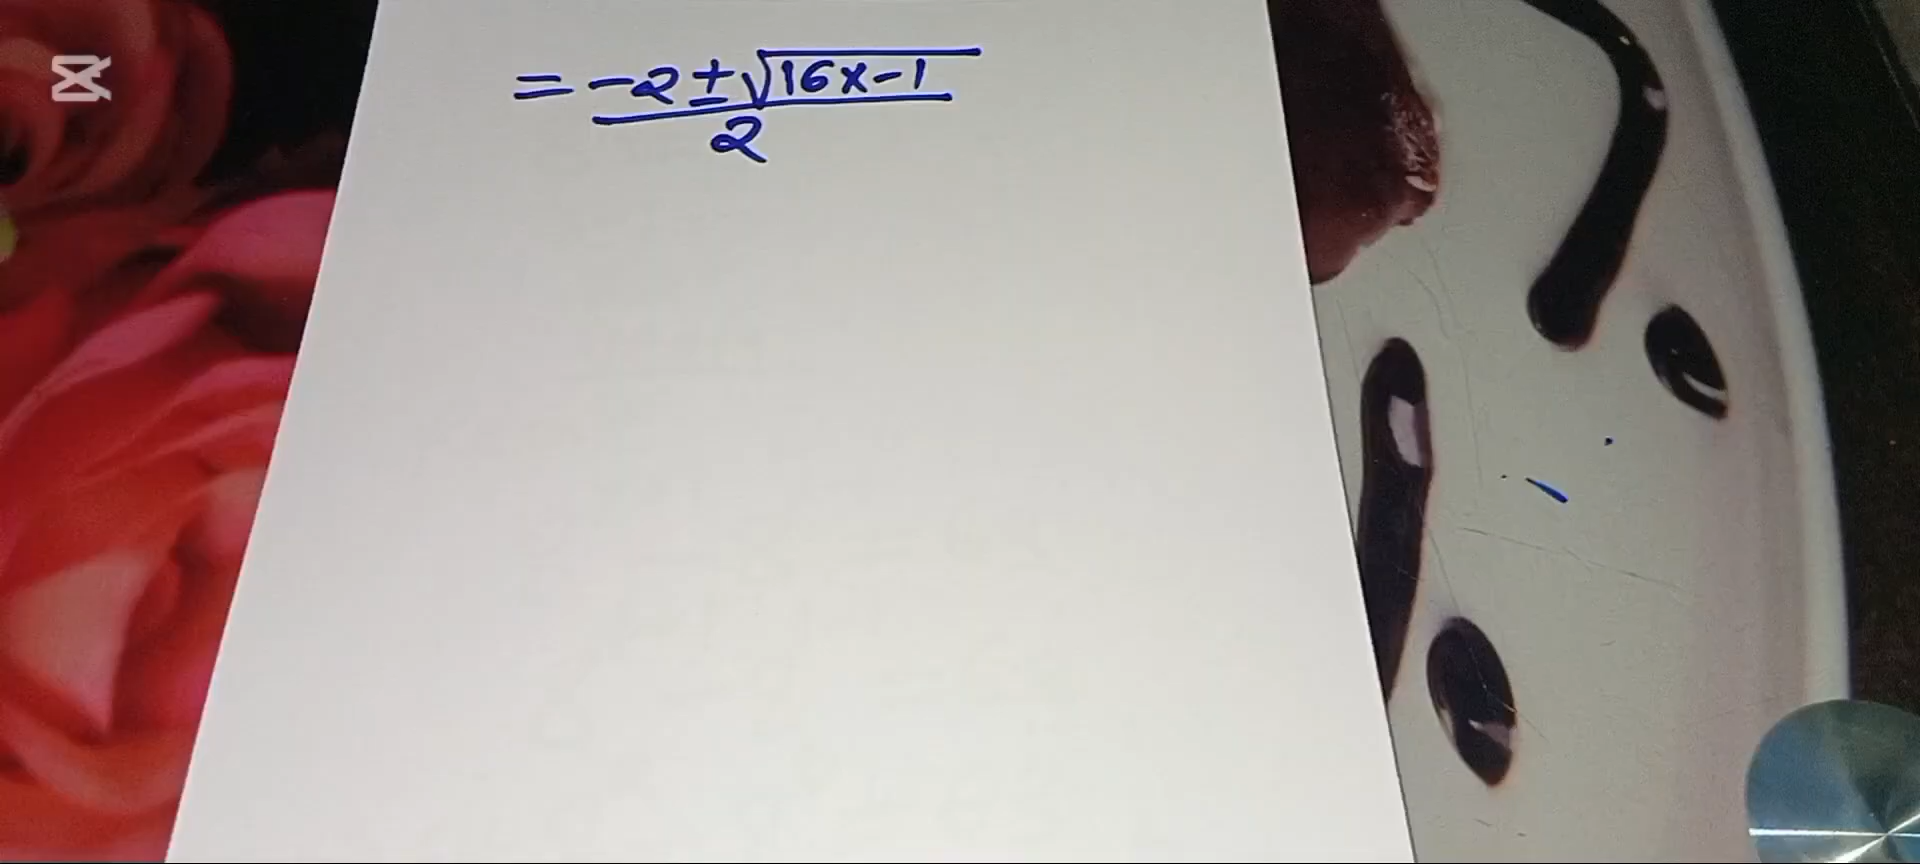 = -2 ± √16x-1
2